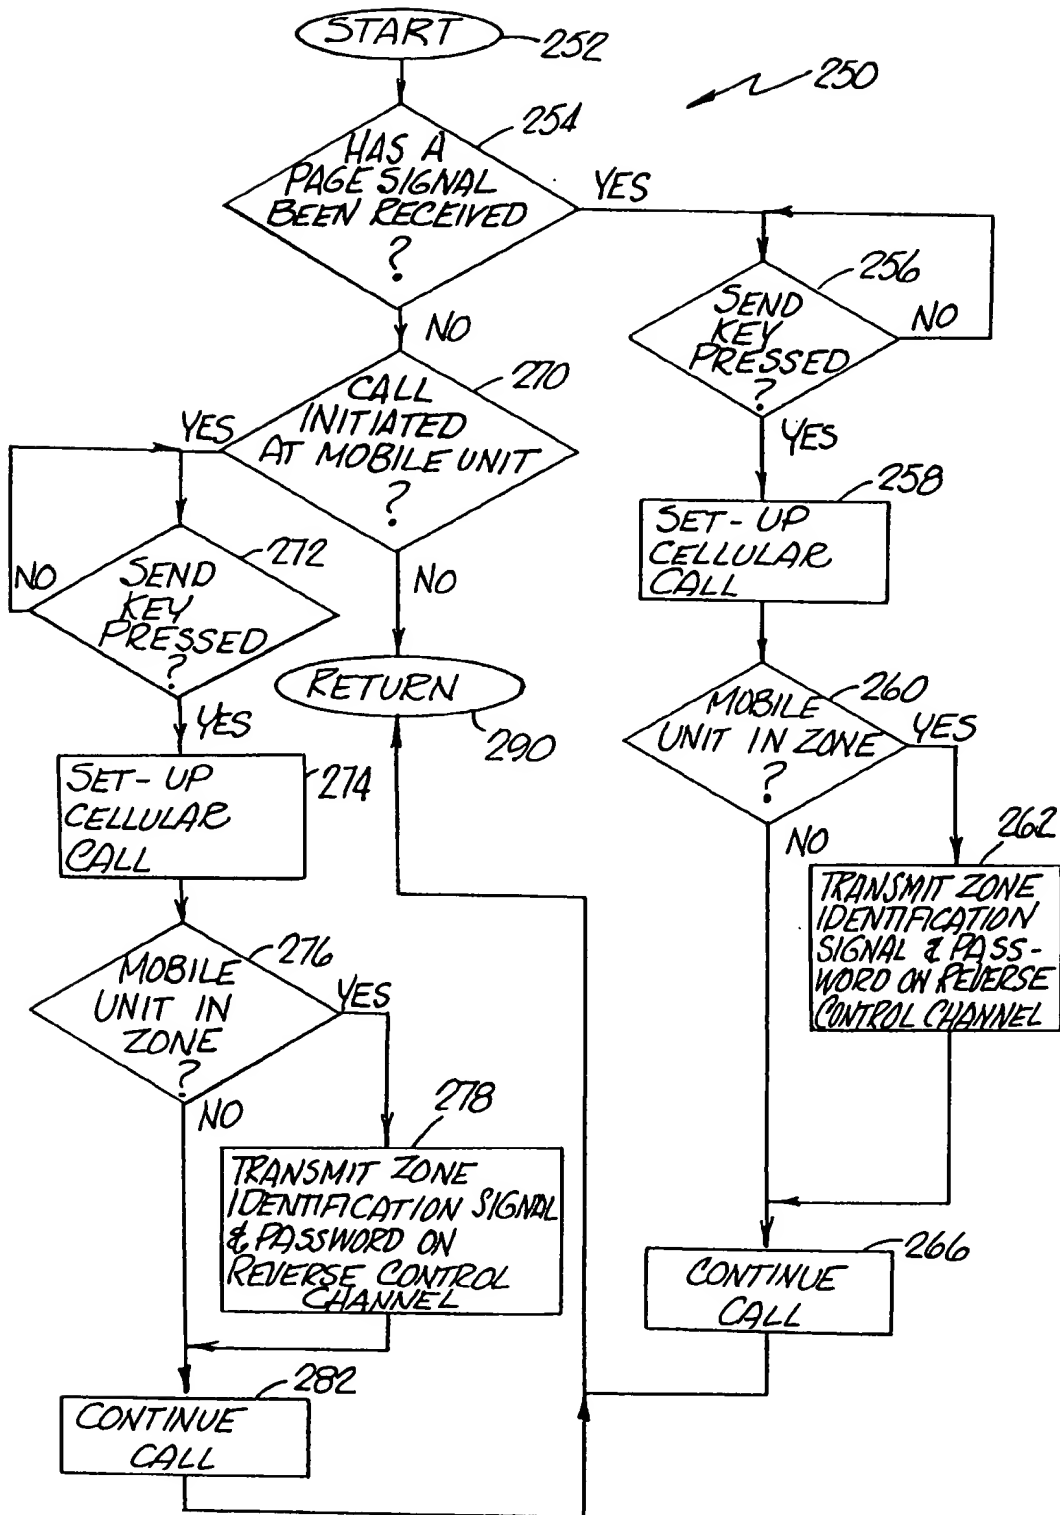 START
252
250
254
HAS A
PAGE SIGNAL
BEEN RECEIVED
?
YES
256
SEND
KEY
PRESSED
?
NO
YES
NO
270
CALL
INITIATED
AT MOBILE UNIT
?
YES
258
SET-UP
CELLULAR
CALL
272
NO
SEND
KEY
PRESSED
?
NO
RETURN
290
260
MOBILE
UNIT IN ZONE
?
YES
YES
274
SET-UP
CELLULAR
CALL
NO
262
TRANSMIT ZONE
IDENTIFICATION
SIGNAL & PASS-
WORD ON REVERSE
CONTROL CHANNEL
276
MOBILE
UNIT IN
ZONE
?
YES
NO
278
TRANSMIT ZONE
IDENTIFICATION SIGNAL
& PASSWORD ON
REVERSE CONTROL
CHANNEL
266
CONTINUE
CALL
282
CONTINUE
CALL